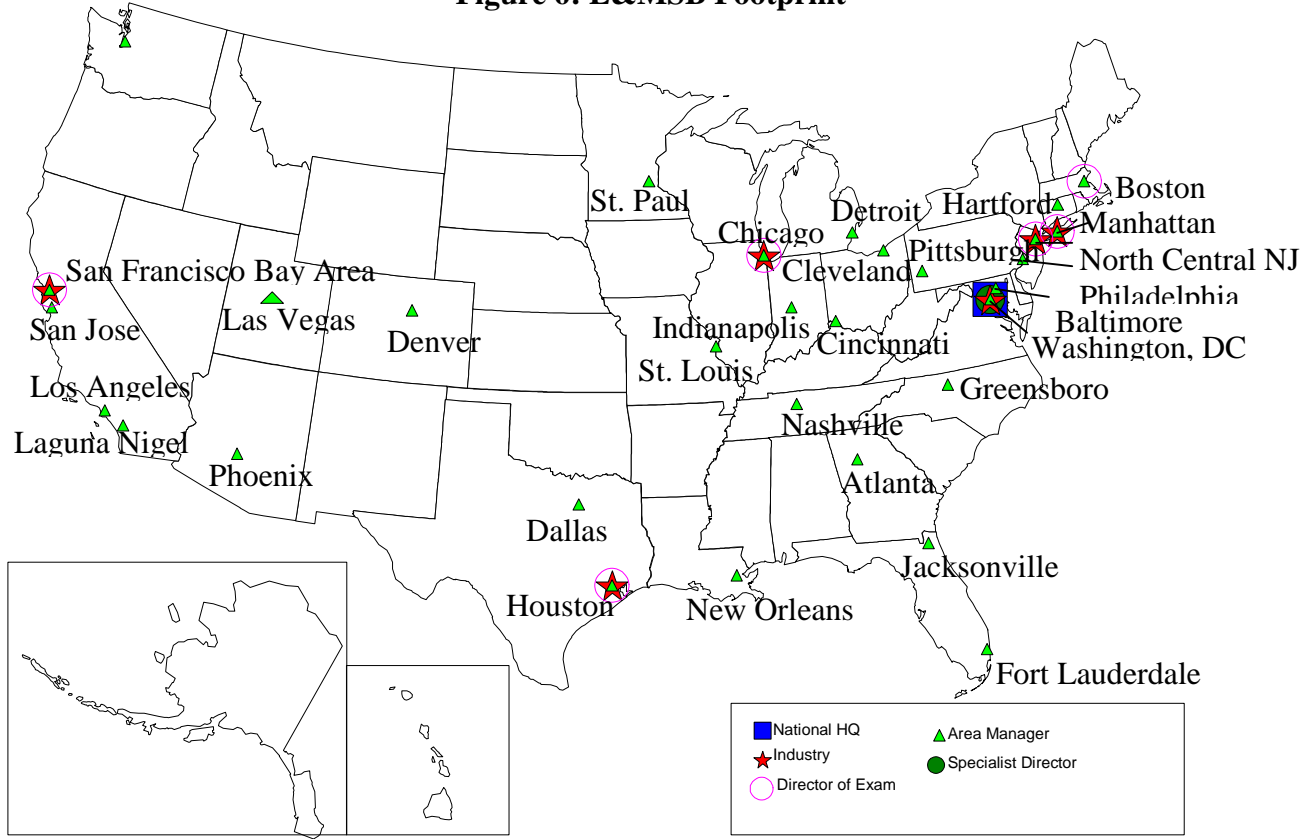 Figure 6: L&MSB Footprint
St. Paul
Detroit
Hartford
Boston
Chicago
Manhattan
Cleveland
Pittsburgh
North Central NJ
San Francisco Bay Area
Philadelphia
San Jose
Las Vegas
Denver
Indianapolis
Cincinnati
Baltimore
Washington, DC
St. Louis
Los Angeles
Greensboro
Laguna Nigel
Nashville
Phoenix
Atlanta
Dallas
Jacksonville
Houston
New Orleans
Fort Lauderdale
National HQ
Area Manager
Industry
Specialist Director
Director of Exam